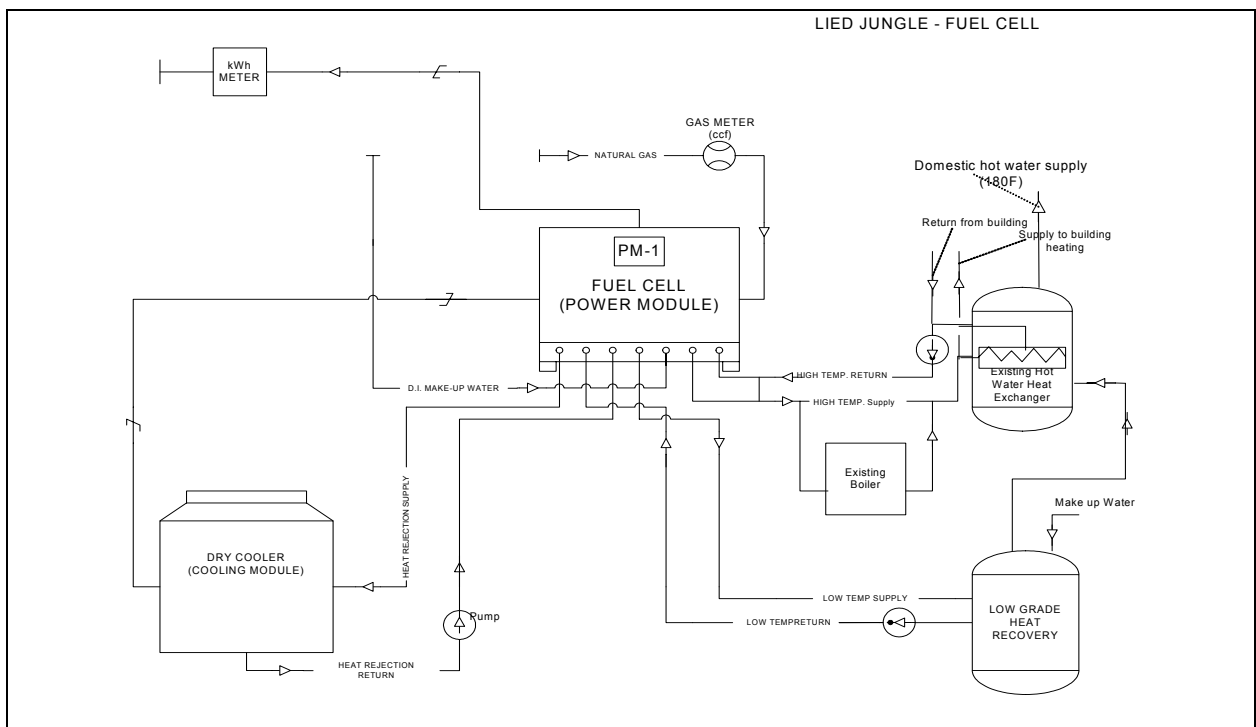 LIED JUNGLE - FUEL CELL
kWh
METER
GAS METER
(ccf)
NATURAL GAS
Domestic hot water supply
(180F)
Return from building
Supply to building
heating
PM-1
FUEL CELL
(POWER MODULE)
D.I. MAKE-UP WATER
HIGH TEMP. RETURN
HIGH TEMP. Supply
Existing Hot
Water Heat
Exchanger
Existing
Boiler
HEAT REJECTION SUPPLY
Make up Water
DRY COOLER
(COOLING MODULE)
LOW TEMP SUPPLY
LOW TEMPRETURN
LOW GRADE
HEAT
RECOVERY
Pump
HEAT REJECTION
RETURN